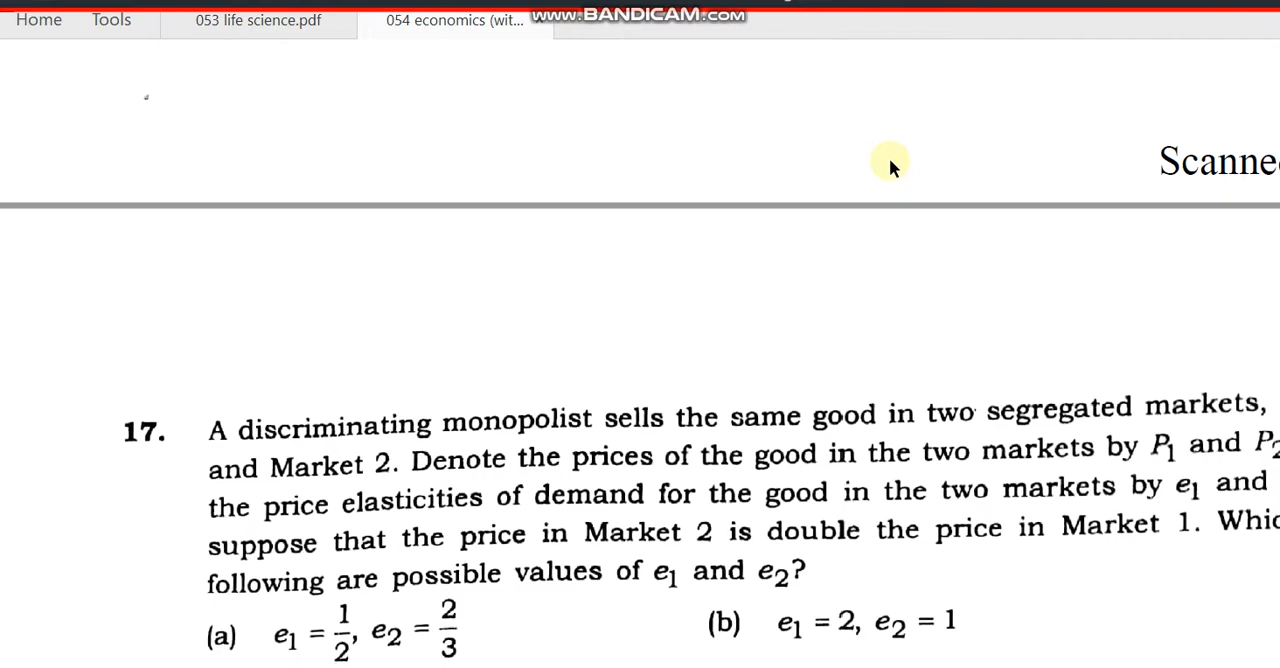 WWW.BANDICAM.COM
Home Tools 053 life science.pdf 054 economics (wit...
Scanne
17. A discriminating monopolist sells the same good in two segregated markets,
and Market 2. Denote the prices of the good in the two markets by P₁ and P₂
the price elasticities of demand for the good in the two markets by e₁ and
suppose that the price in Market 2 is double the price in Market 1. Whic
following are possible values of e₁ and e₂?
(a) e₁ = 1/2, e₂ = 2/3 (b) e₁ = 2, e₂ = 1